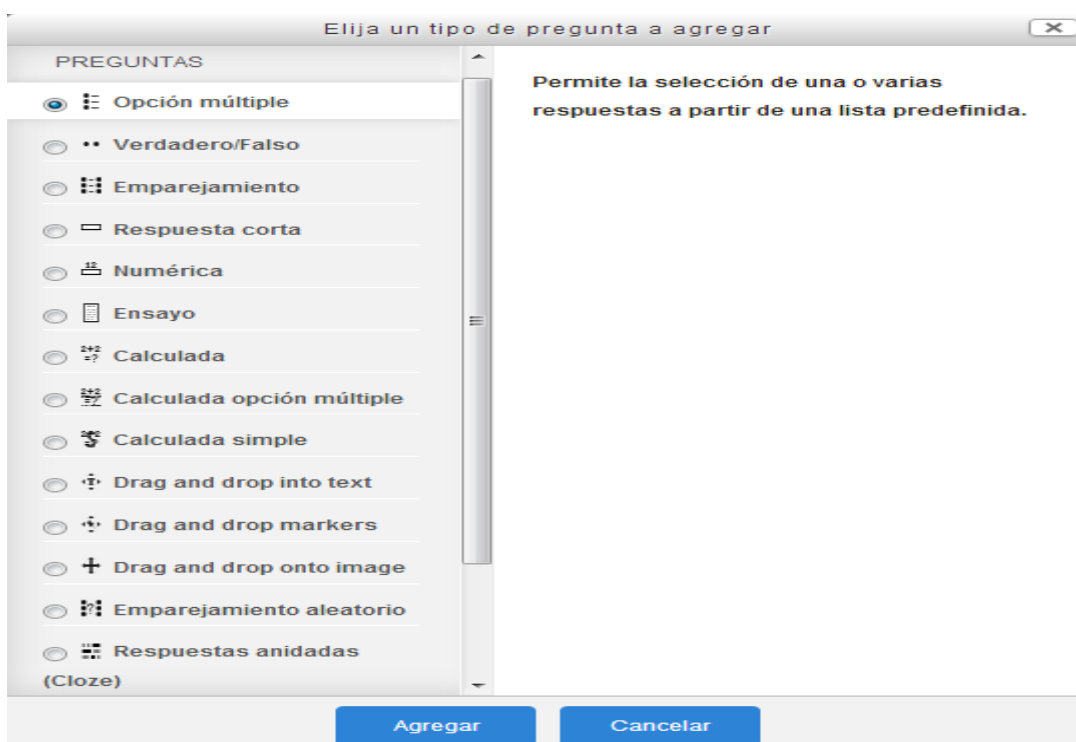 Elija un tipo de pregunta a agregar
PREGUNTAS
Opción múltiple
Verdadero/Falso
Emparejamiento
Respuesta corta
Numérica
Ensayo
Calculada
Calculada opción múltiple
Calculada simple
Drag and drop into text
Drag and drop markers
Drag and drop onto image
Emparejamiento aleatorio
Respuestas anidadas
(Cloze)
Permite la selección de una o varias
respuestas a partir de una lista predefinida.
Agregar
Cancelar